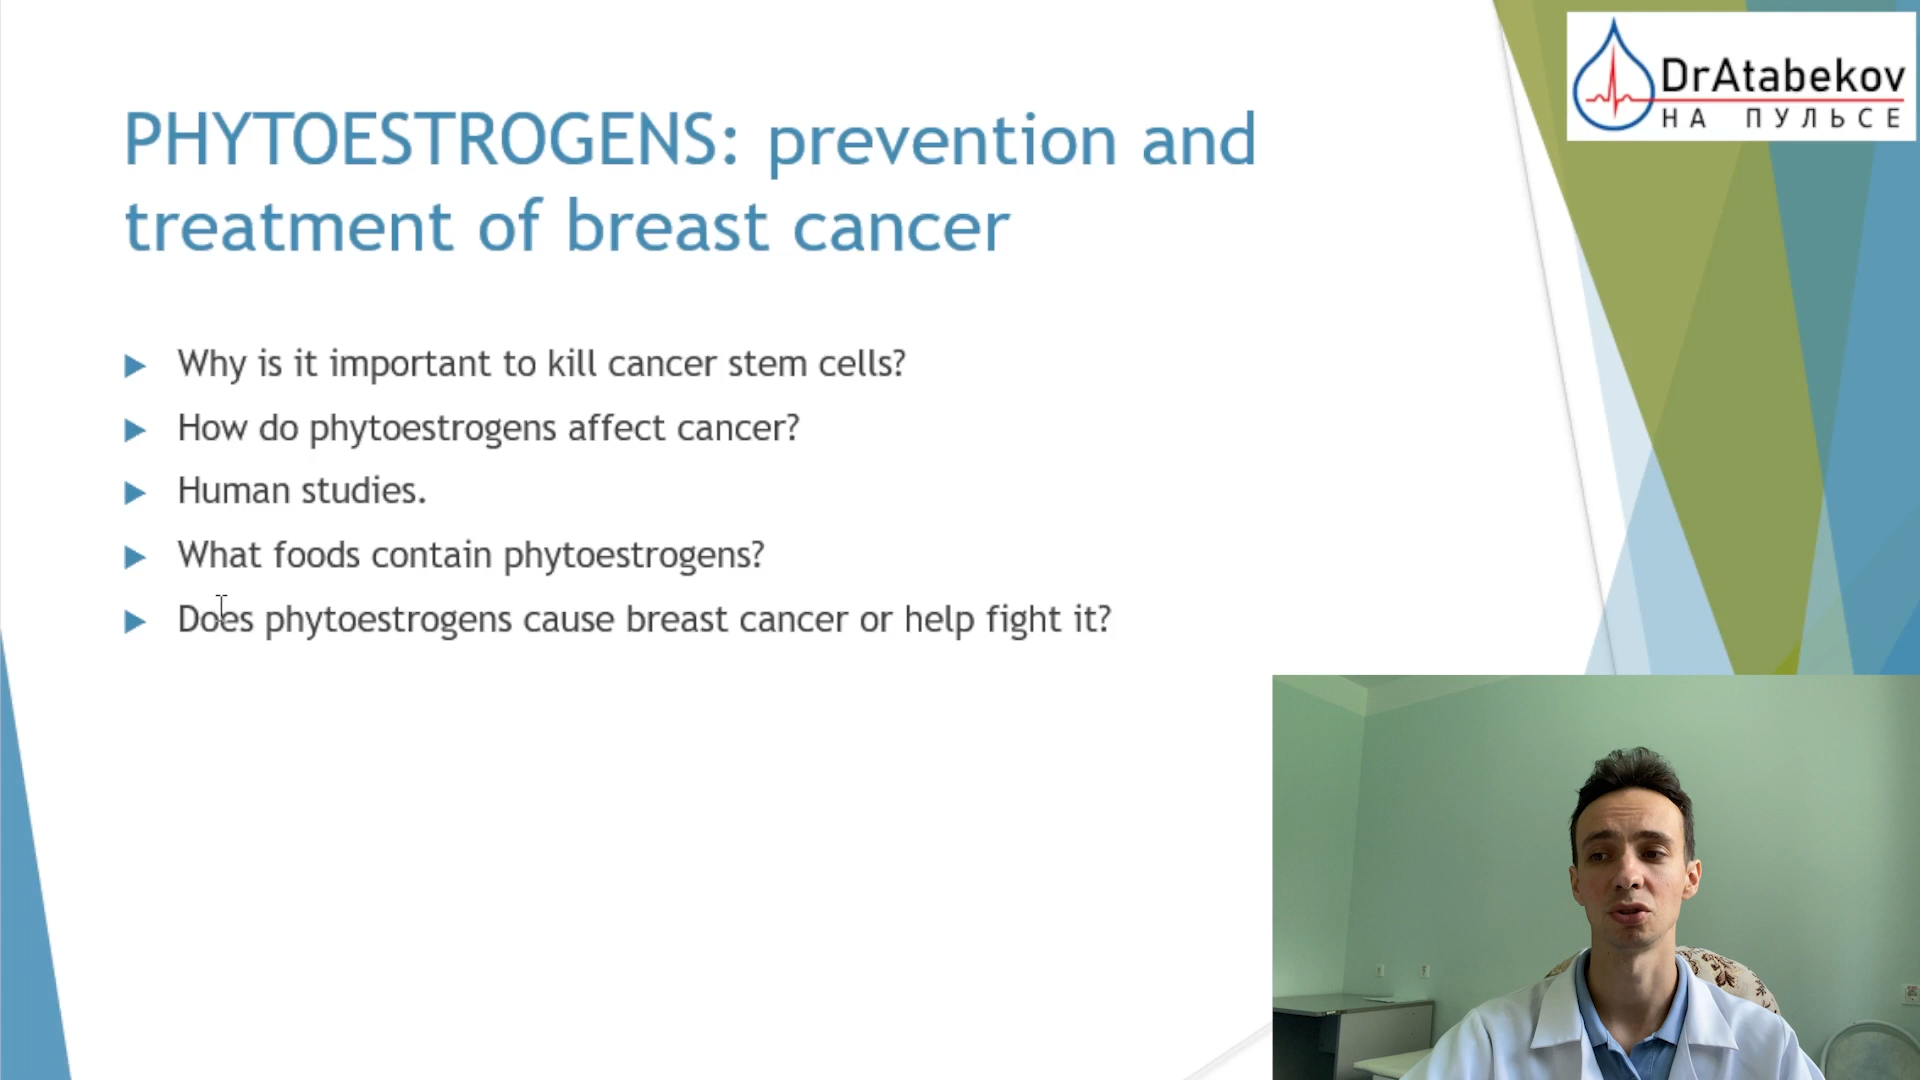 DrAtabekov
НА ПУЛЬСЕ
PHYTOESTROGENS: prevention and
treatment of breast cancer
Why is it important to kill cancer stem cells?
How do phytoestrogens affect cancer?
Human studies.
What foods contain phytoestrogens?
Does phytoestrogens cause breast cancer or help fight it?